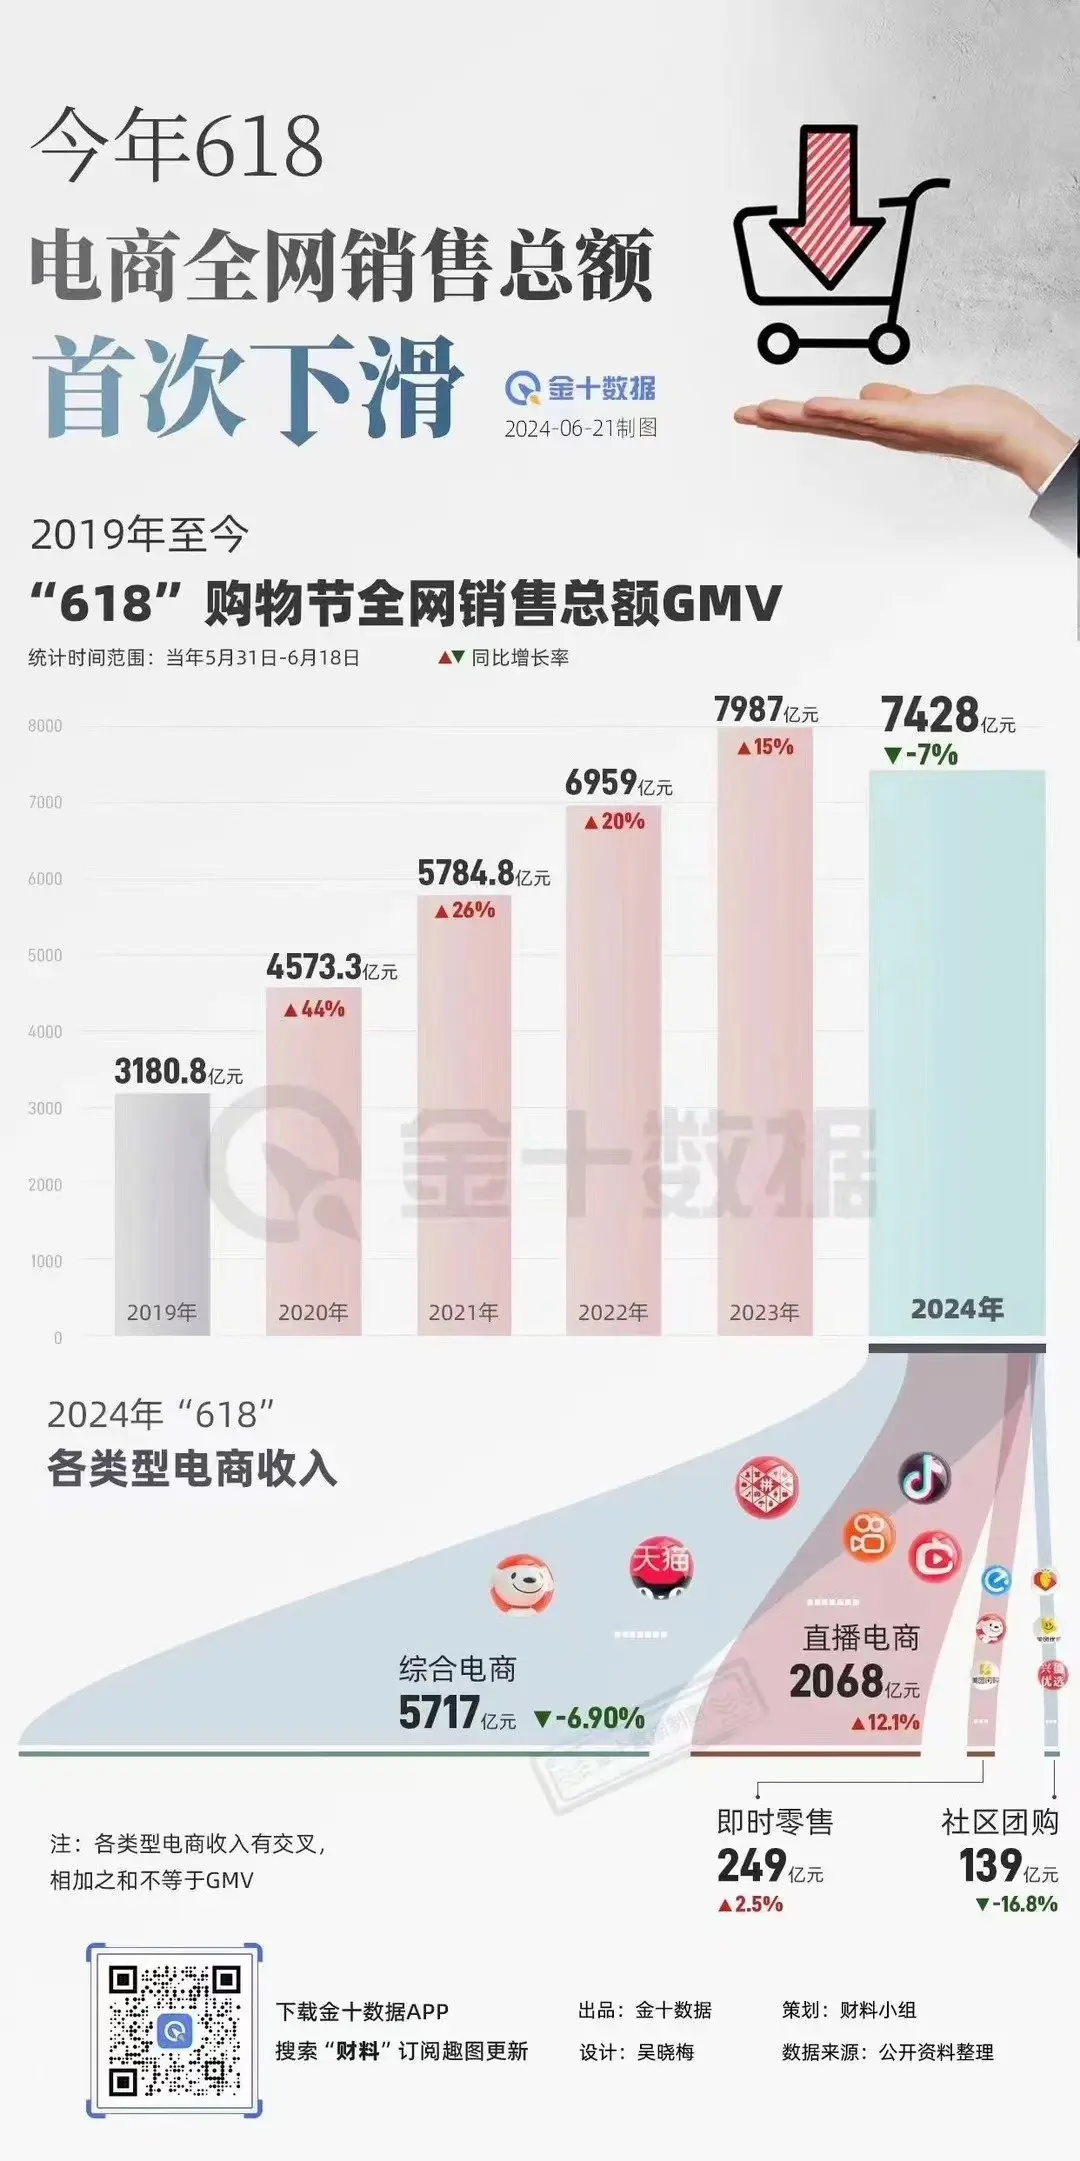 今年618
电商全网销售总额
首次下滑
金十数据
2024-06-21制图
2019年至今
“618”购物节全网销售总额GMV
统计时间范围：当年5月31日-6月18日
▲▼同比增长率
8000
7000
6000
5000
4000
3000
2000
1000
0
3180.8亿元
2019年
4573.3亿元
▲44%
2020年
5784.8亿元
▲26%
2021年
6959亿元
▲20%
2022年
7987亿元
▲15%
2023年
7428亿元
▼-7%
2024年
金十数据
2024年“618”
各类型电商收入
拼
天猫
综合电商
5717亿元 ▼-6.90%
直播电商
2068亿元
▲12.1%
兴盛
优选
即时零售
249亿元
▲2.5%
社区团购
139亿元
▼-16.8%
注：各类型电商收入有交叉，
相加之和不等于GMV
下载金十数据APP
搜索“财料”订阅趣图更新
出品：金十数据
设计：吴晓梅
策划：财料小组
数据来源：公开资料整理